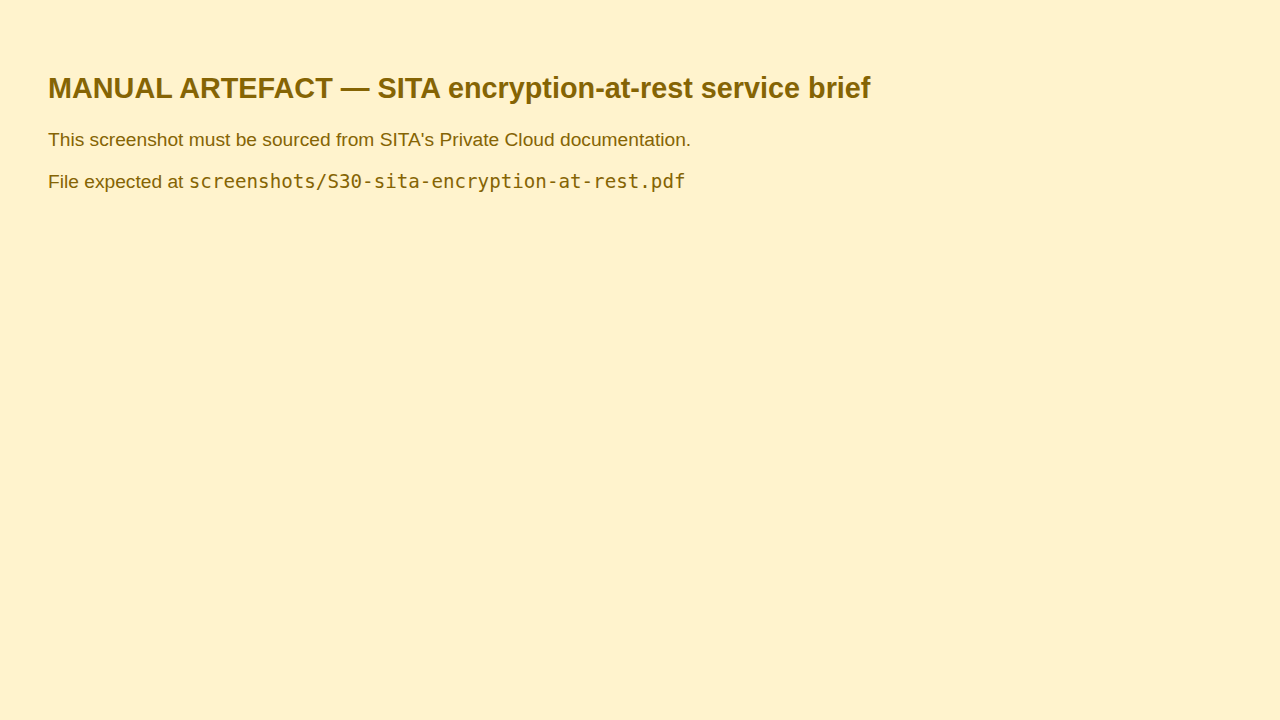 MANUAL ARTEFACT — SITA encryption-at-rest service brief
This screenshot must be sourced from SITA's Private Cloud documentation.
File expected at screenshots/S30-sita-encryption-at-rest.pdf